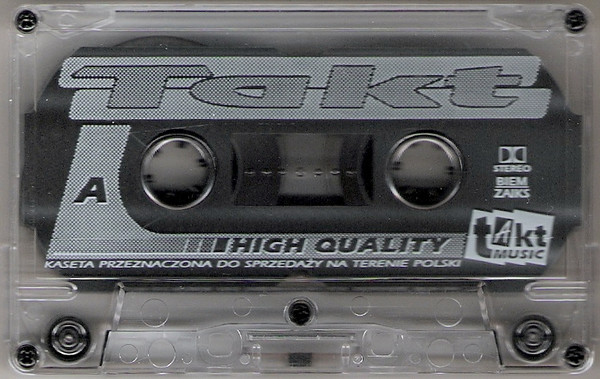 Takt
A
STEREO
BIEM
ZAIKS
HIGH QUALITY
takt
MUSIC
KASETA PRZEZNACZONA DO SPRZEDAŻY NA TERENIE POLSKI